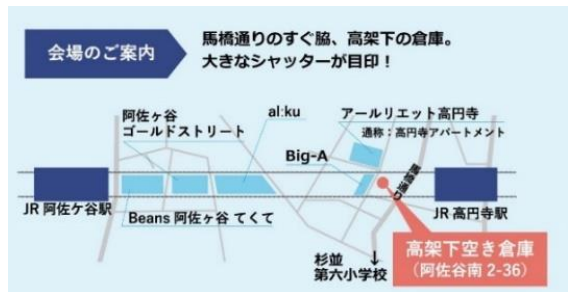 会場のご案内
馬橋通りのすぐ脇、高架下の倉庫。
大きなシャッターが目印！
阿佐ヶ谷
ゴールドストリート
al:ku
アールリエット高円寺
通称：高円寺アパートメント
Big-A
馬橋通り
JR 阿佐ケ谷駅
Beans 阿佐ヶ谷 てくて
JR 高円寺駅
高架下空き倉庫
（阿佐谷南 2-36）
杉並
第六小学校
↓